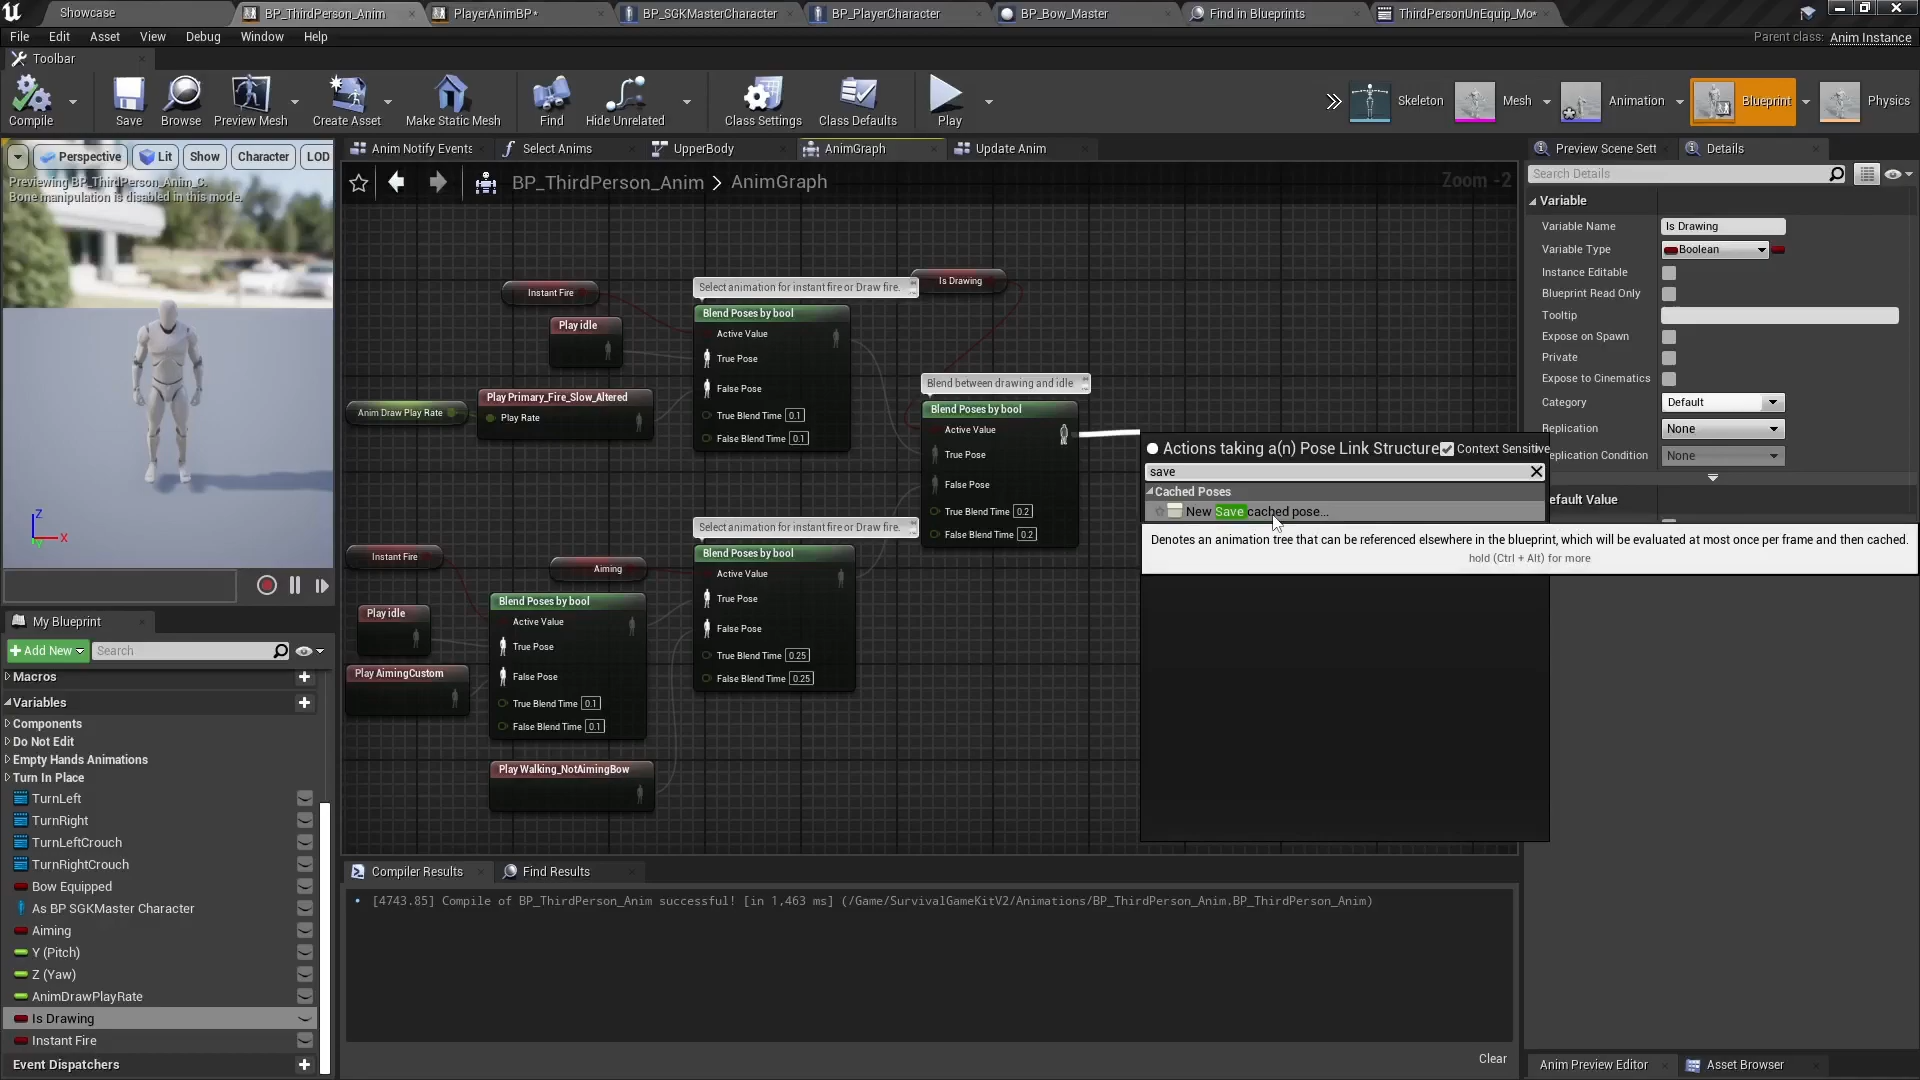 Showcase
BP_ThirdPerson_Anim
PlayerAnimBP*
BP_SGKMasterCharacter
BP_PlayerCharacter
BP_Bow_Master
Find in Blueprints
ThirdPersonUnEquip_Mo*
File Edit Asset View Debug Window Help
Parent class: Anim Instance
Toolbar
Compile
Save
Browse
Preview Mesh
Create Asset
Make Static Mesh
Find
Hide Unrelated
Class Settings
Class Defaults
Play
Skeleton
Mesh
Animation
Blueprint
Physics
Perspective
Lit
Show
Character
LOD
Previewing BP_ThirdPerson_Anim_C.
Bone manipulation is disabled in this mode.
Z
X
Anim Notify Events
Select Anims
UpperBody
AnimGraph
Update Anim
BP_ThirdPerson_Anim > AnimGraph
Zoom -2
Instant Fire
Play idle
Anim Draw Play Rate
Play Primary_Fire_Slow_Altered
Play Rate
Select animation for instant fire or Draw fire.
Blend Poses by bool
Active Value
True Pose
False Pose
True Blend Time 0.1
False Blend Time 0.1
Is Drawing
Blend between drawing and idle
Blend Poses by bool
Active Value
True Pose
False Pose
True Blend Time 0.2
False Blend Time 0.2
Instant Fire
Play idle
Play AimingCustom
Aiming
Blend Poses by bool
Active Value
True Pose
False Pose
True Blend Time 0.1
False Blend Time 0.1
Select animation for instant fire or Draw fire.
Blend Poses by bool
Active Value
True Pose
False Pose
True Blend Time 0.25
False Blend Time 0.25
Play Walking_NotAimingBow
Actions taking a(n) Pose Link Structure
Context Sensitive
save
Cached Poses
New Save cached pose...
Denotes an animation tree that can be referenced elsewhere in the blueprint, which will be evaluated at most once per frame and then cached.
hold (Ctrl + Alt) for more
My Blueprint
Add New
Search
Macros
Variables
Components
Do Not Edit
Empty Hands Animations
Turn In Place
TurnLeft
TurnRight
TurnLeftCrouch
TurnRightCrouch
Bow Equipped
As BP SGKMaster Character
Aiming
Y (Pitch)
Z (Yaw)
AnimDrawPlayRate
Is Drawing
Instant Fire
Event Dispatchers
Compiler Results
Find Results
[4743.85] Compile of BP_ThirdPerson_Anim successful! [in 1,463 ms] (/Game/SurvivalGameKitV2/Animations/BP_ThirdPerson_Anim.BP_ThirdPerson_Anim)
Clear
Preview Scene Sett
Details
Search Details
Variable
Variable Name Is Drawing
Variable Type Boolean
Instance Editable
Blueprint Read Only
Tooltip
Expose on Spawn
Private
Expose to Cinematics
Category Default
Replication None
eplication Condition None
efault Value
Anim Preview Editor
Asset Browser